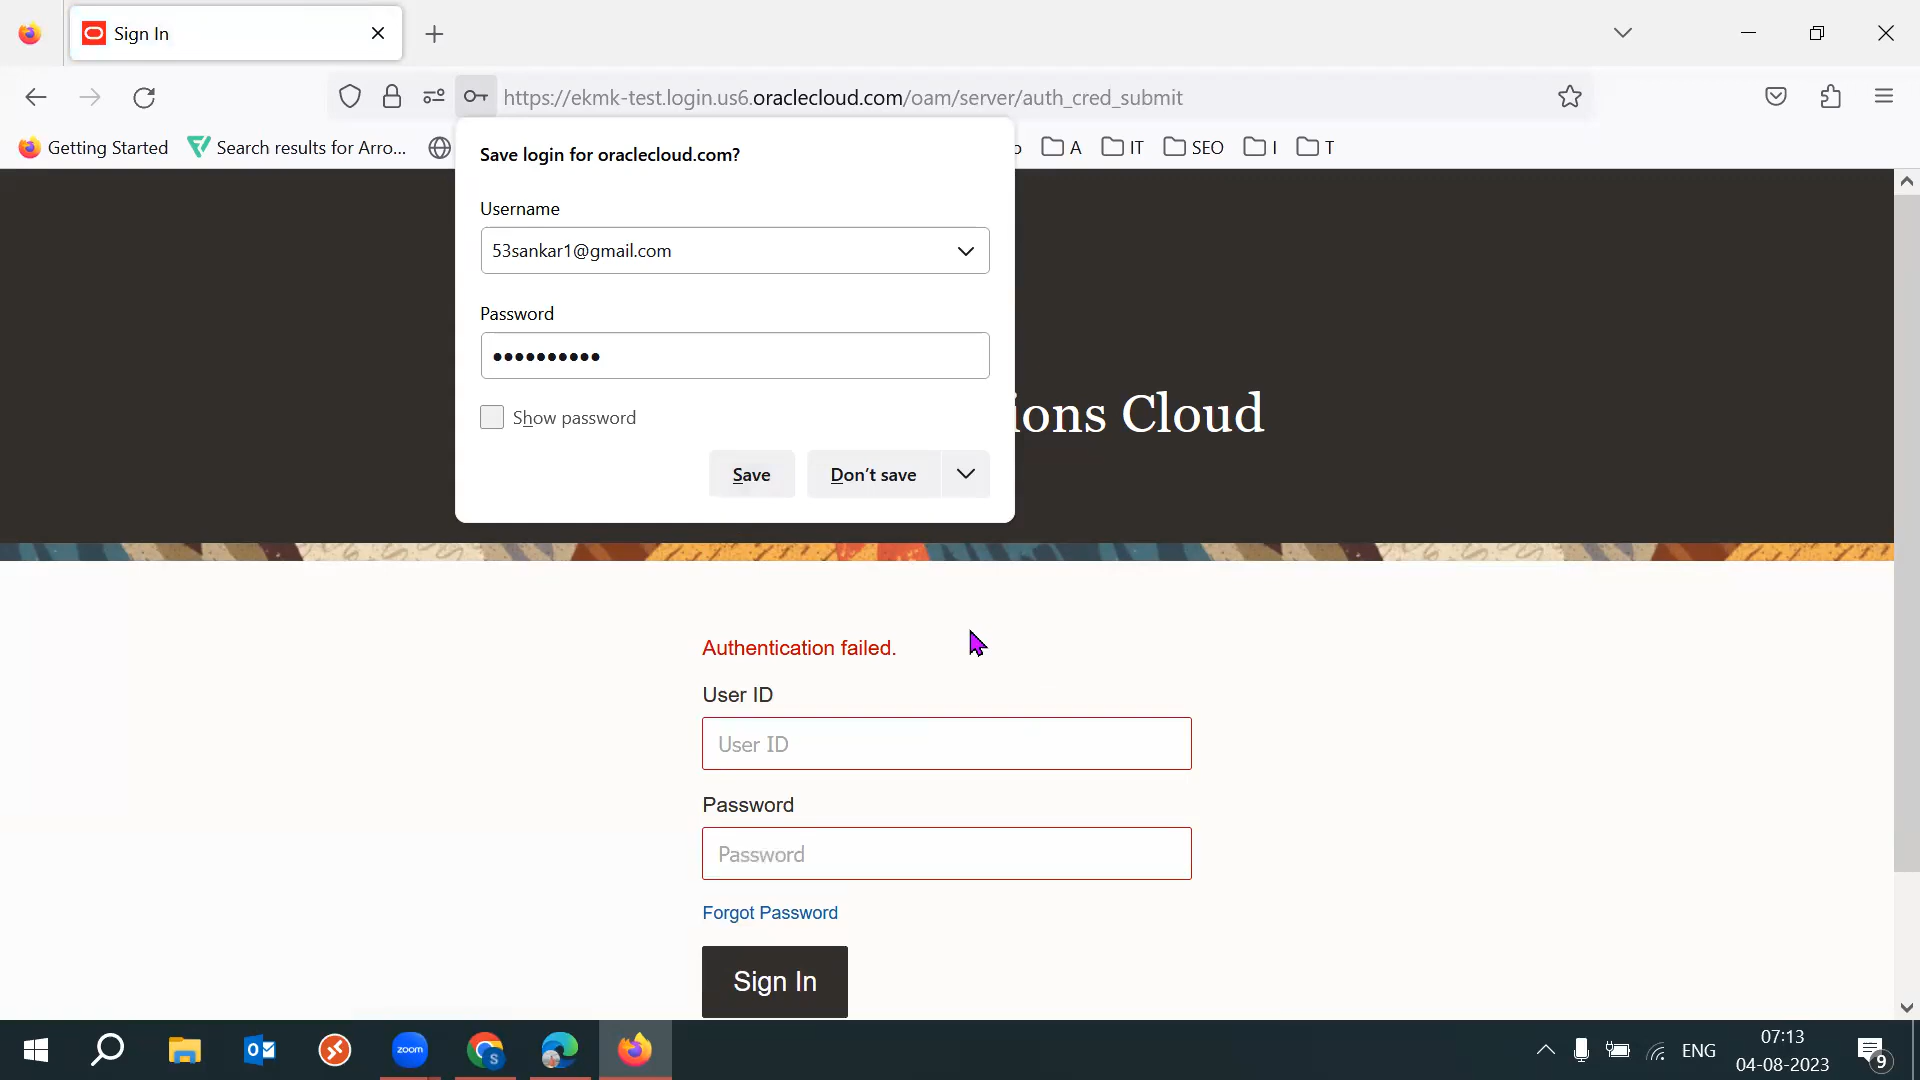 Sign In
https://ekmk-test.login.us6.oraclecloud.com/oam/server/auth_cred_submit
Getting Started
Search results for Arro...
A
IT
SEO
I
T
Save login for oraclecloud.com?
Username
53sankar1@gmail.com
Password
••••••••••
Show password
Save
Don't save
ions Cloud
Authentication failed.
User ID
User ID
Password
Password
Forgot Password
Sign In
zoom
S
ENG
07:13
04-08-2023
9